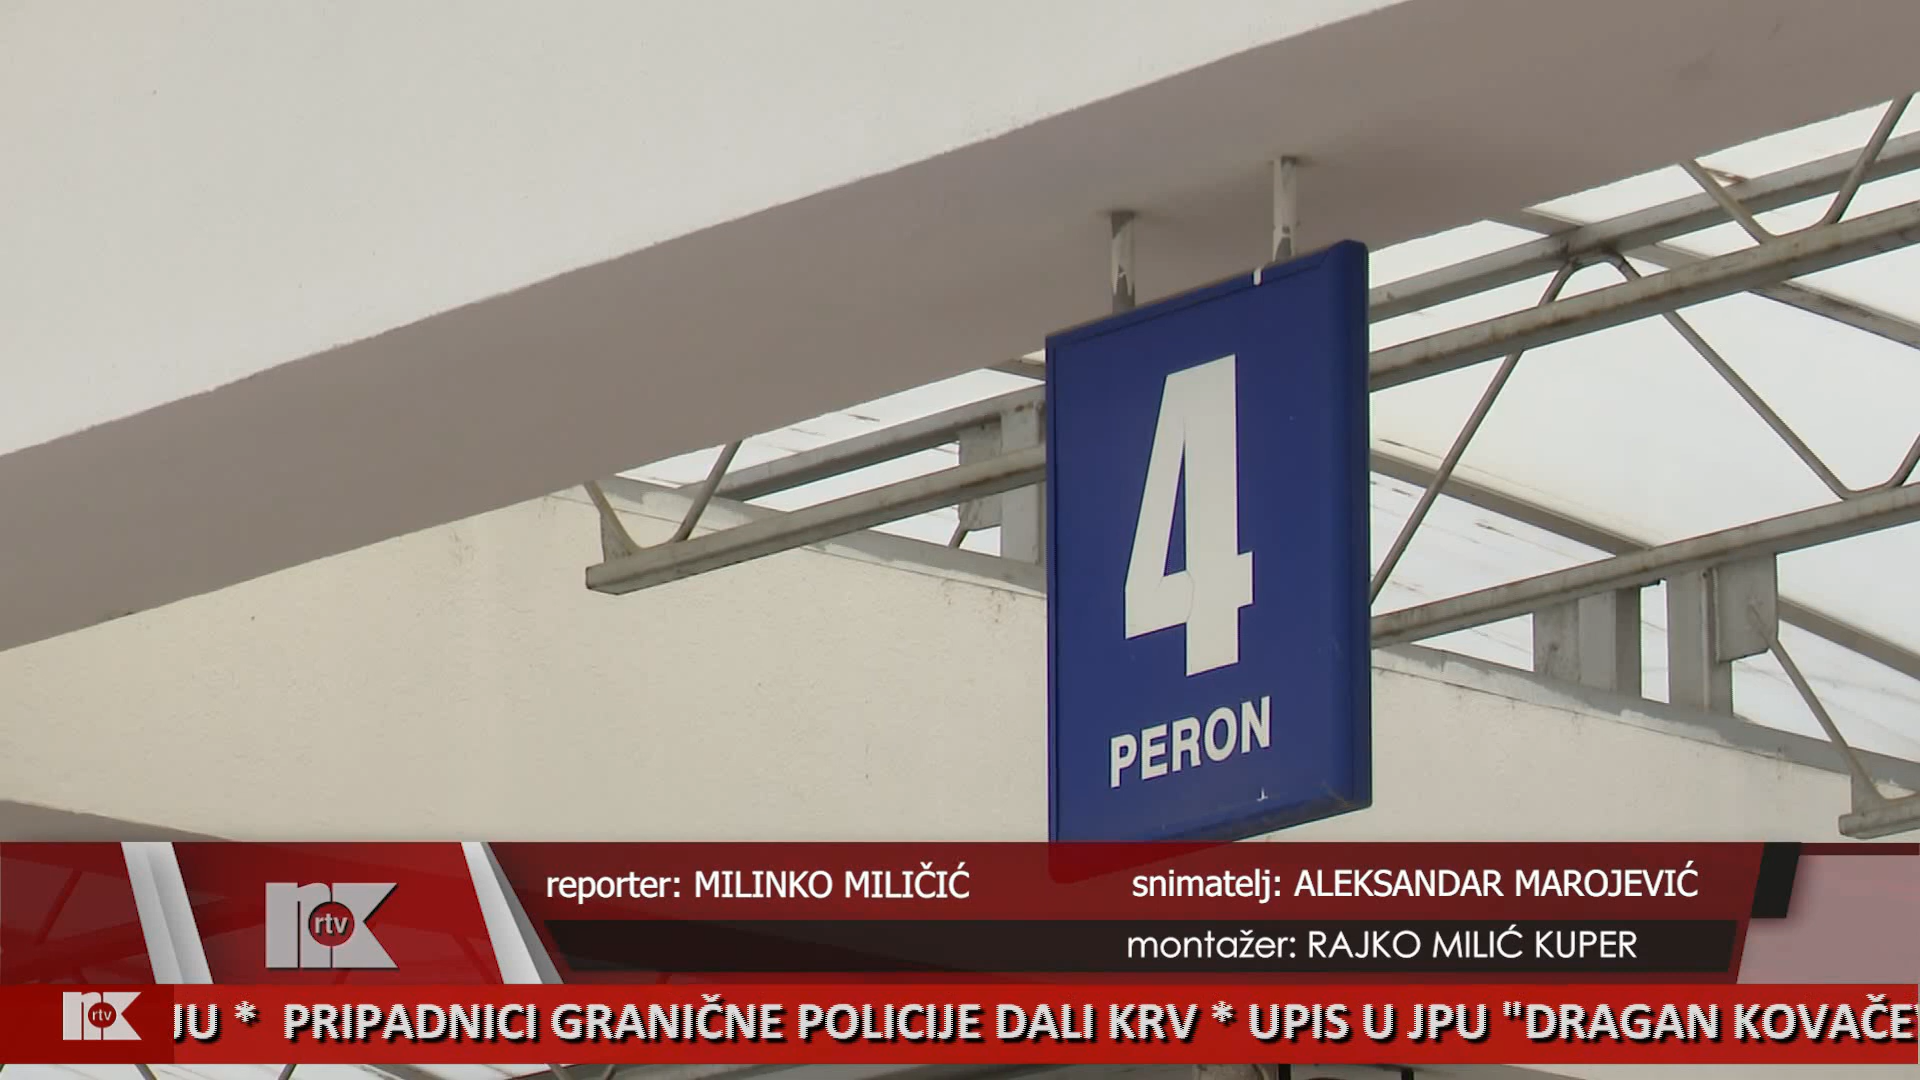 4
PERON
reporter: MILINKO MILIČIĆ
snimatelj: ALEKSANDAR MAROJEVIĆ
rtv
montažer: RAJKO MILIĆ KUPER
rtv
JU * PRIPADNICI GRANIČNE POLICIJE DALI KRV * UPIS U JPU "DRAGAN KOVAČE